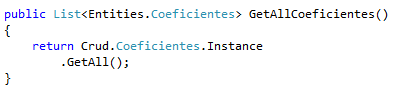 public List<Entities.Coeficientes> GetAllCoeficientes()
{
    return Crud.Coeficientes.Instance
        .GetAll();
}